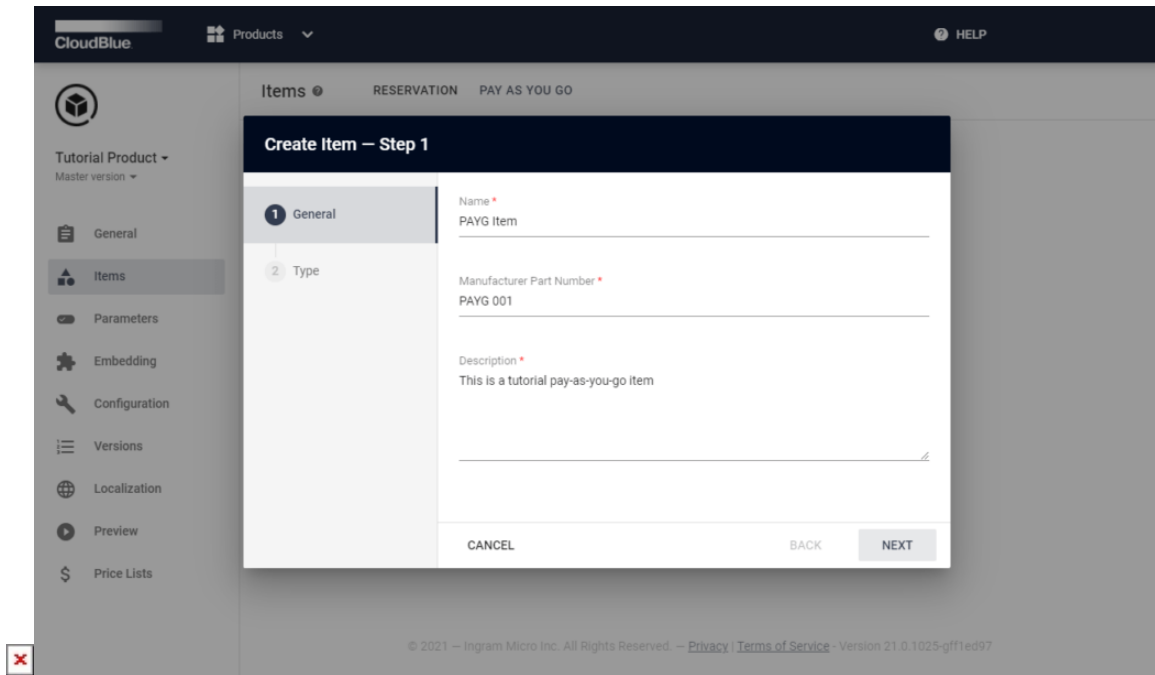 CloudBlue
Products
HELP
Items
RESERVATION
PAY AS YOU GO
Tutorial Product
Master version
General
Items
Parameters
Embedding
Configuration
Versions
Localization
Preview
Price Lists
Create Item — Step 1
1 General
2 Type
Name *
PAYG Item
Manufacturer Part Number *
PAYG 001
Description *
This is a tutorial pay-as-you-go item
CANCEL
BACK
NEXT
© 2021 — Ingram Micro Inc. All Rights Reserved. — Privacy | Terms of Service - Version 21.0.1025-gff1ed97